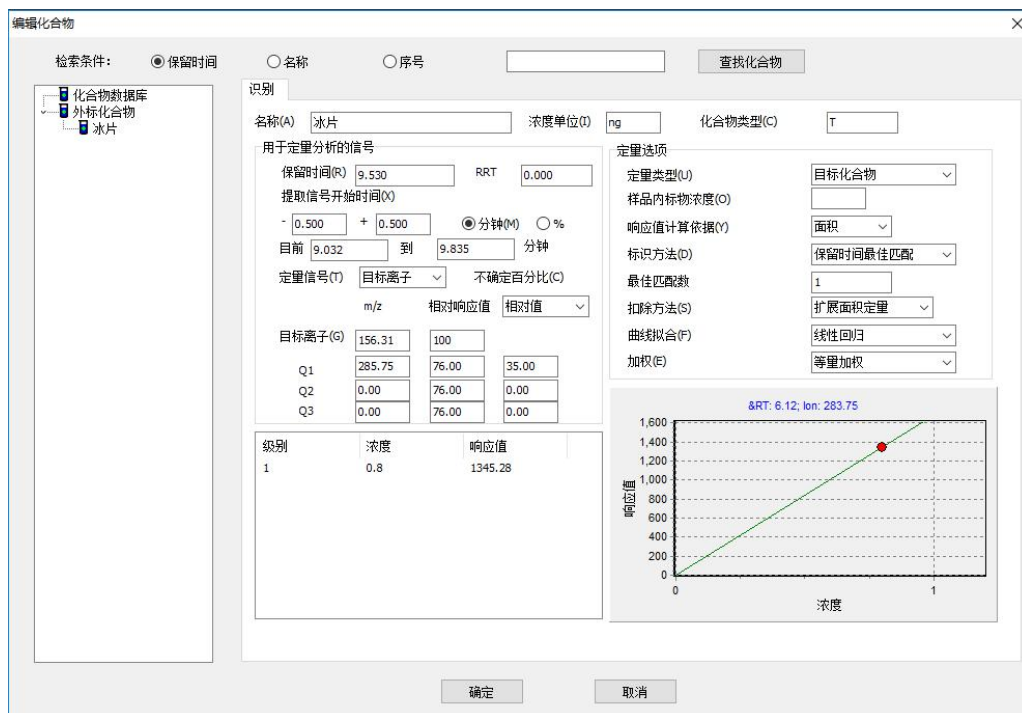 编辑化合物
检索条件: 保留时间 名称 序号 查找化合物
化合物数据库
外标化合物
冰片
识别
名称(A) 冰片 浓度单位(I) ng 化合物类型(C) T
用于定量分析的信号
保留时间(R) 9.530 RRT 0.000
提取信号开始时间(X)
- 0.500 + 0.500 分钟(M) %
目前 9.032 到 9.835 分钟
定量信号(T) 目标离子 不确定百分比(C)
m/z 相对响应值 相对值
目标离子(G) 156.31 100
Q1 285.75 76.00 35.00
Q2 0.00 76.00 0.00
Q3 0.00 76.00 0.00
定量选项
定量类型(U) 目标化合物
样品内标物浓度(O)
响应值计算依据(Y) 面积
标识方法(D) 保留时间最佳匹配
最佳匹配数 1
扣除方法(S) 扩展面积定量
曲线拟合(F) 线性回归
加权(E) 等量加权
级别 浓度 响应值
1 0.8 1345.28
&RT: 6.12; Ion: 283.75
1,600
1,400
1,200
1,000
800
600
400
200
0
响应值
0 1
浓度
确定 取消